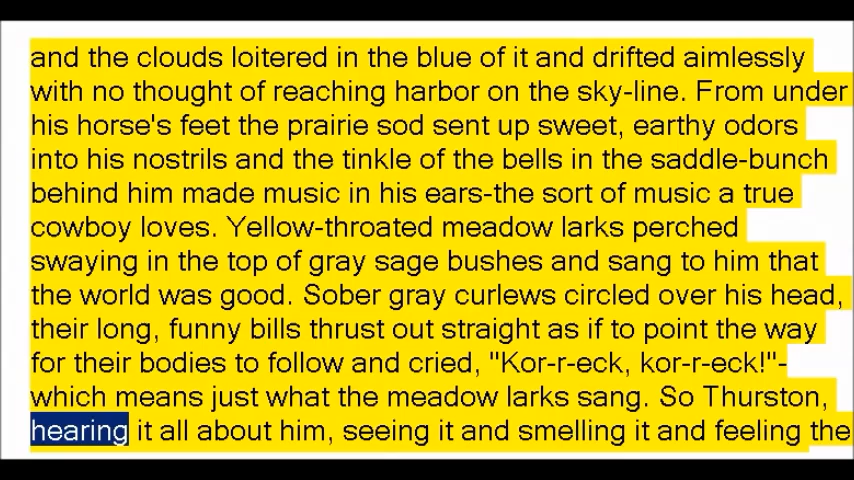 and the clouds loitered in the blue of it and drifted aimlessly
with no thought of reaching harbor on the sky-line. From under
his horse's feet the prairie sod sent up sweet, earthy odors
into his nostrils and the tinkle of the bells in the saddle-bunch
behind him made music in his ears-the sort of music a true
cowboy loves. Yellow-throated meadow larks perched
swaying in the top of gray sage bushes and sang to him that
the world was good. Sober gray curlews circled over his head,
their long, funny bills thrust out straight as if to point the way
for their bodies to follow and cried, "Kor-r-eck, kor-r-eck!"-
which means just what the meadow larks sang. So Thurston,
hearing it all about him, seeing it and smelling it and feeling the